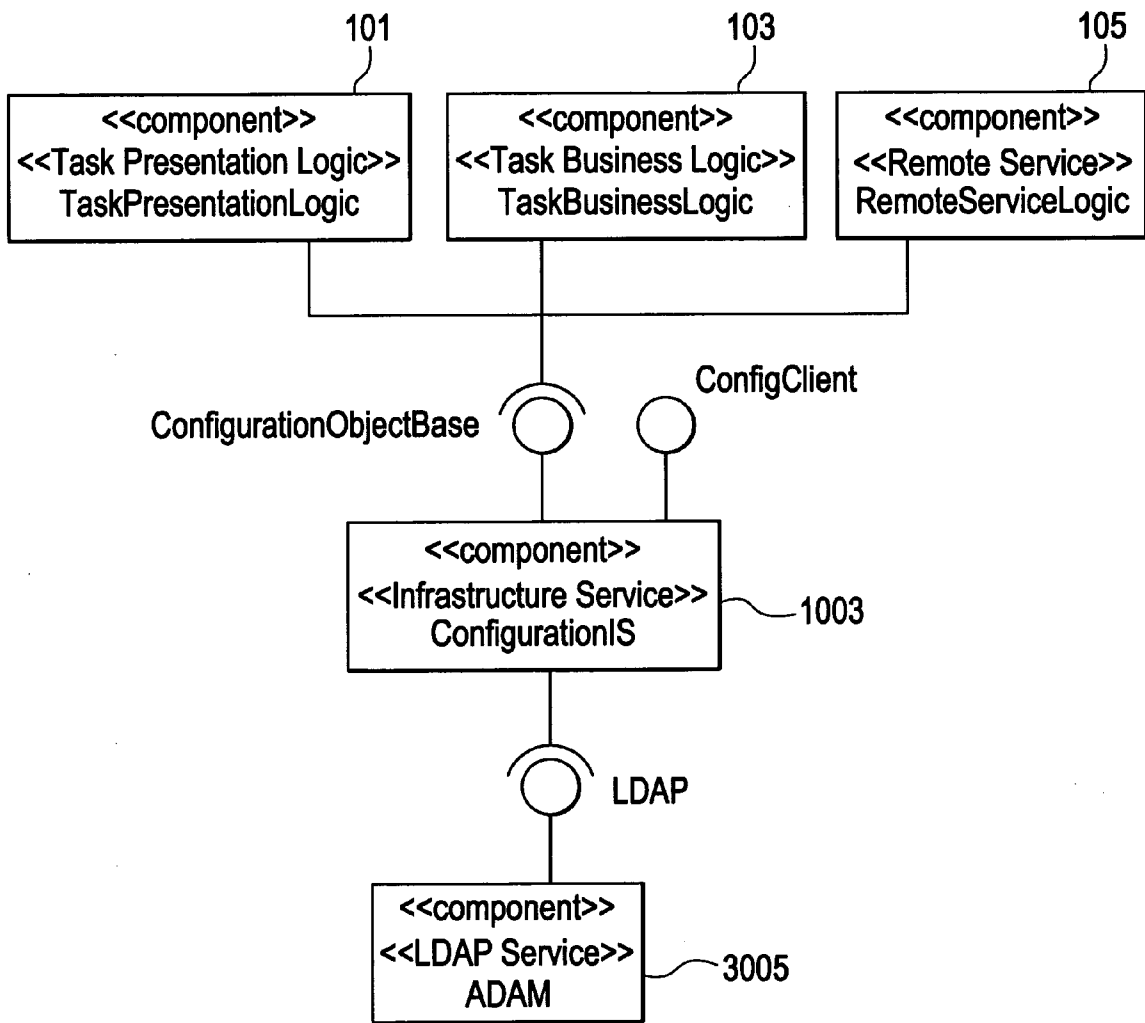 101
103
105
<<component>>
<<Task Presentation Logic>>
TaskPresentationLogic
<<component>>
<<Task Business Logic>>
TaskBusinessLogic
<<component>>
<<Remote Service>>
RemoteServiceLogic
ConfigClient
ConfigurationObjectBase
<<component>>
<<Infrastructure Service>>
ConfigurationIS
1003
LDAP
<<component>>
<<LDAP Service>>
ADAM
3005